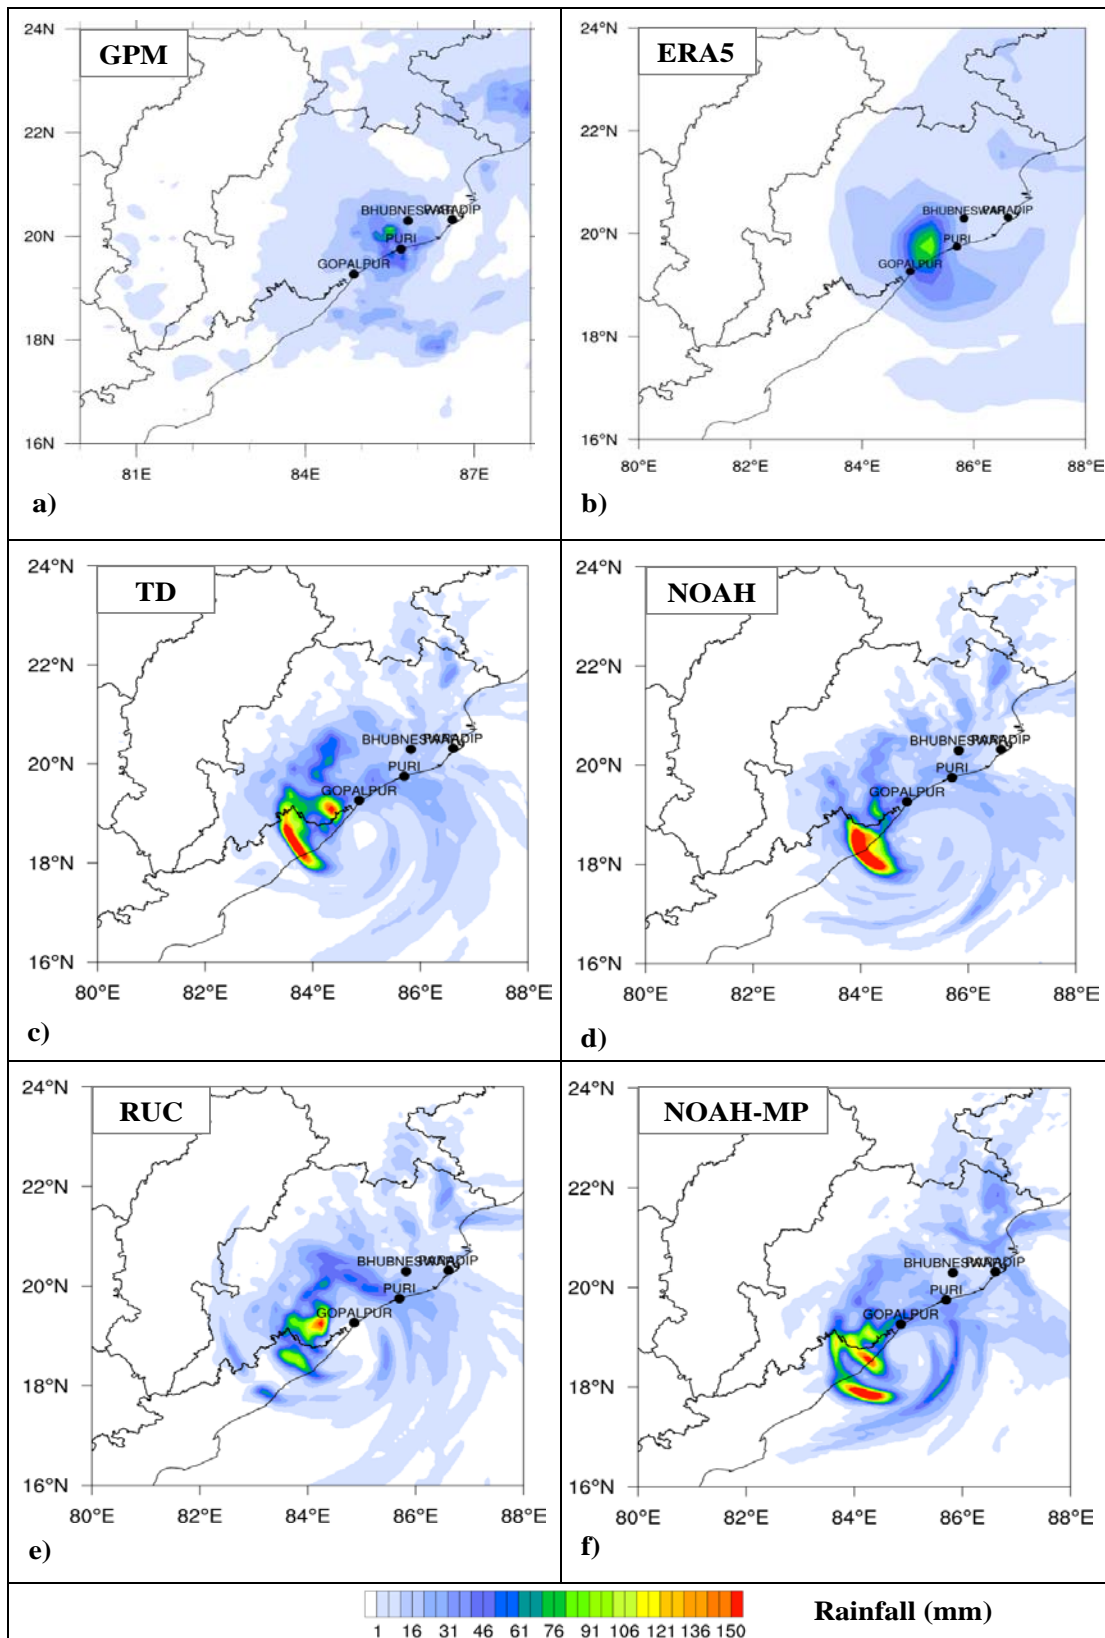 GPM
24N
22N
20N
18N
16N
81E 84E 87E
BHUBNESWAR PARADIP
PURI
GOPALPUR
a)
ERA5
24°N
22°N
20°N
18°N
16°N
80°E 82°E 84°E 86°E 88°E
BHUBNESWAR PARADIP
PURI
GOPALPUR
b)
TD
24°N
22°N
20°N
18°N
16°N
80°E 82°E 84°E 86°E 88°E
BHUBNESWAR PARADIP
PURI
GOPALPUR
c)
NOAH
24°N
22°N
20°N
18°N
16°N
80°E 82°E 84°E 86°E 88°E
BHUBNESWAR PARADIP
PURI
GOPALPUR
d)
RUC
24°N
22°N
20°N
18°N
16°N
80°E 82°E 84°E 86°E 88°E
BHUBNESWAR PARADIP
PURI
GOPALPUR
e)
NOAH-MP
24°N
22°N
20°N
18°N
16°N
80°E 82°E 84°E 86°E 88°E
BHUBNESWAR PARADIP
PURI
GOPALPUR
f)
1 16 31 46 61 76 91 106 121 136 150
Rainfall (mm)